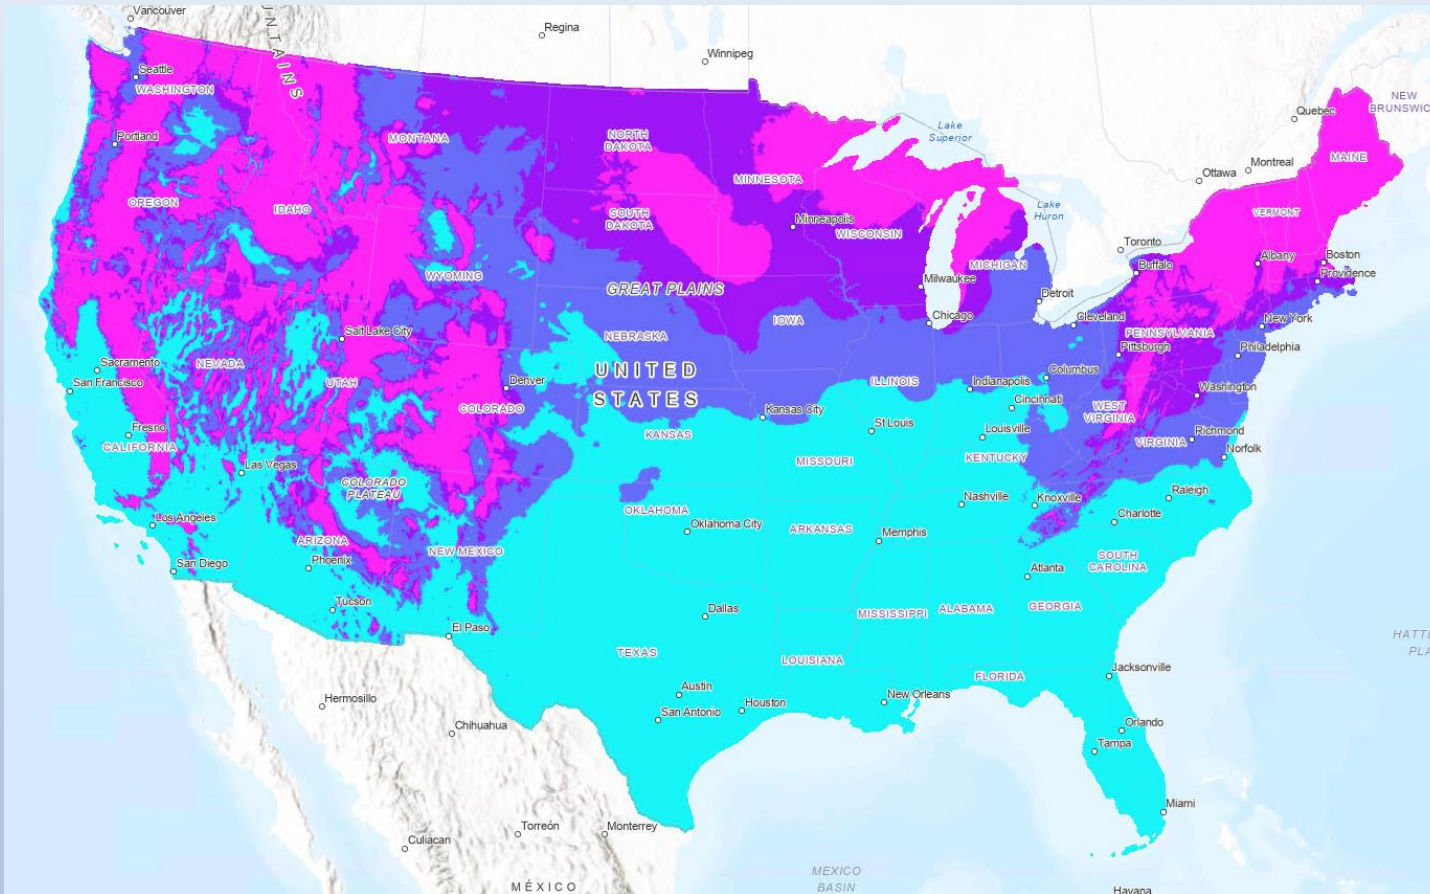 Vancouver
Regina
Winnipeg
NTAINS
Seattle
WASHINGTON
Portland
MONTANA
NORTH
DAKOTA
Lake
Superior
Quebec
NEW
BRUNSWIC
MAINE
Montreal
Ottawa
OREGON
IDAHO
SOUTH
DAKOTA
MINNESOTA
Minneapolis
WISCONSIN
Lake
Huron
VERMONT
Toronto
Buffalo
Albany
Boston
Providence
WYOMING
GREAT PLAINS
Milwaukee
MICHIGAN
Detroit
Chicago
Cleveland
IOWA
NEBRASKA
PENNSYLVANIA
Pittsburgh
New York
Philadelphia
Salt Lake City
Sacramento
San Francisco
NEVADA
UTAH
Denver
COLORADO
UNITED
STATES
ILLINOIS
Indianapolis
Columbus
Cincinnati
Washington
WEST
VIRGINIA
Kansas City
KANSAS
St Louis
Louisville
VIRGINIA
Richmond
Norfolk
Fresno
CALIFORNIA
Las Vegas
COLORADO
PLATEAU
MISSOURI
KENTUCKY
Nashville
Knoxville
Raleigh
Charlotte
Los Angeles
ARIZONA
NEW MEXICO
OKLAHOMA
Oklahoma City
ARKANSAS
Memphis
SOUTH
CAROLINA
San Diego
Phoenix
Atlanta
Tucson
El Paso
Dallas
MISSISSIPPI
ALABAMA
GEORGIA
TEXAS
LOUISIANA
FLORIDA
Jacksonville
HATTE
PLA
Hermosillo
Chihuahua
Austin
San Antonio
Houston
New Orleans
Orlando
Tampa
Miami
Culiacan
Torreón
Monterrey
MÉXICO
MEXICO
BASIN
Havana